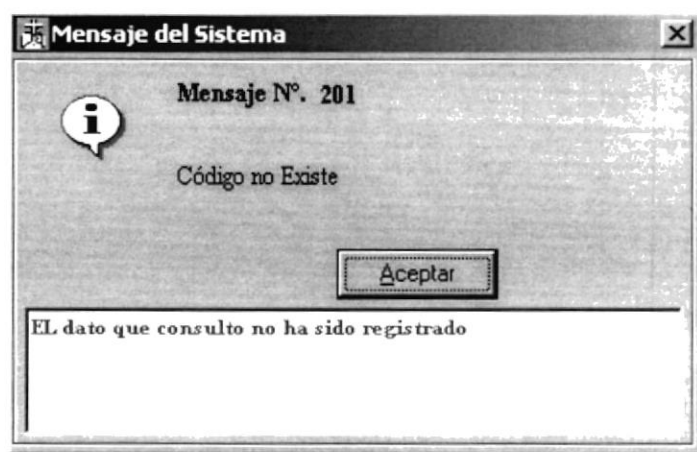 Mensaje del Sistema
Mensaje N°. 201
Código no Existe
Aceptar
EL dato que consulto no ha sido registrado